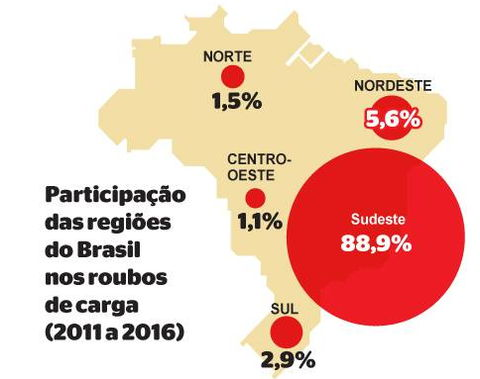 NORTE
1,5%
NORDESTE
5,6%
CENTRO-
OESTE
1,1%
Sudeste
88,9%
Participação
das regiões
do Brasil
nos roubos
de carga
(2011 a 2016)
SUL
2,9%